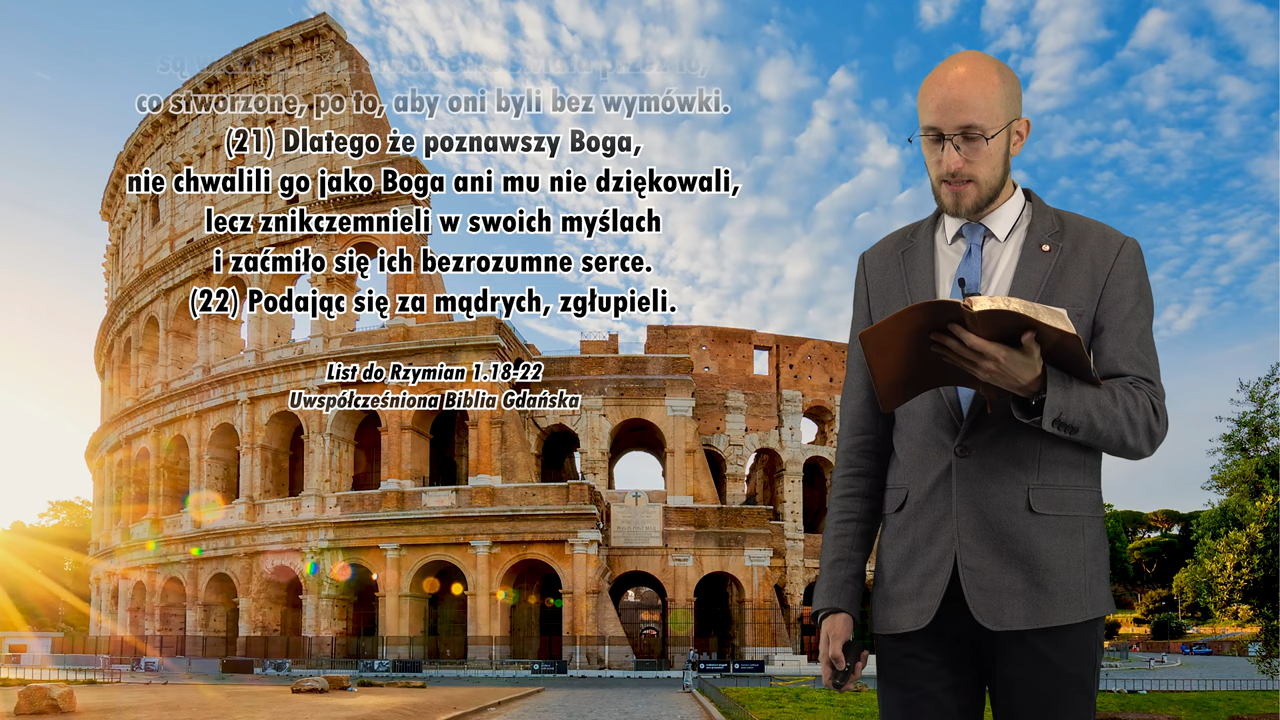 co stworzone, po to, aby oni byli bez wymówki.
(21) Dlatego że poznawszy Boga,
nie chwalili go jako Boga ani mu nie dziękowali,
lecz znikczemnieli w swoich myślach
i zaćmiło się ich bezrozumne serce.
(22) Podając się za mądrych, zgłupieli.
List do Rzymian 1.18-22
Uwspółcześniona Biblia Gdańska